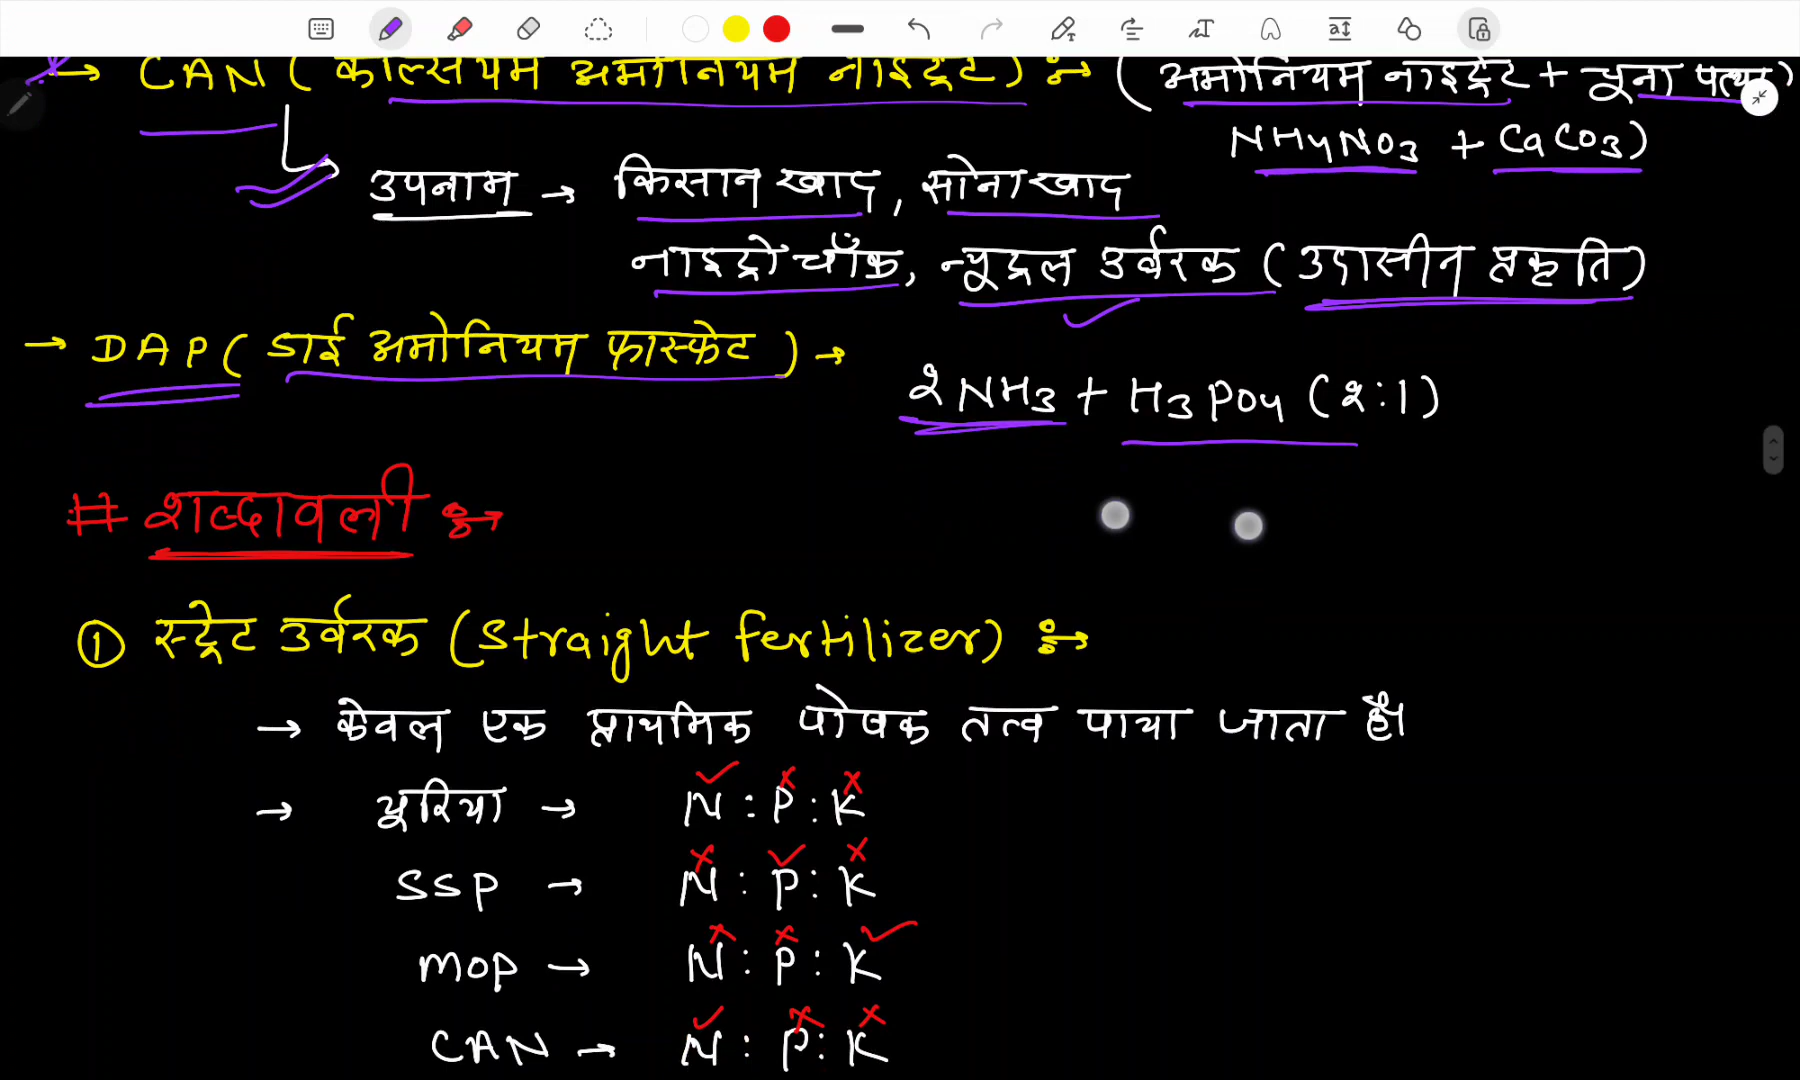 → CAN ( कैल्सियम अमोनियम नाइट्रेट ) :→ ( अमोनियम नाइट्रेट + चूना पत्थर )
NH4NO3 + CaCO3)
उपनाम → किसान खाद, सोना खाद
नाइट्रो चॉक, न्यूट्रल उर्वरक ( उदासीन प्रकृति )
→ DAP ( डाई अमोनियम फास्फेट ) →
2NH3 + H3PO4 (2:1)
# शब्दावली :→
① स्ट्रेट उर्वरक (Straight fertilizer) :→
→ केवल एक प्राथमिक पोषक तत्व पाया जाता है।
→ यूरिया → N : P : K
SSP → N : P : K
MOP → N : P : K
CAN → N : P : K